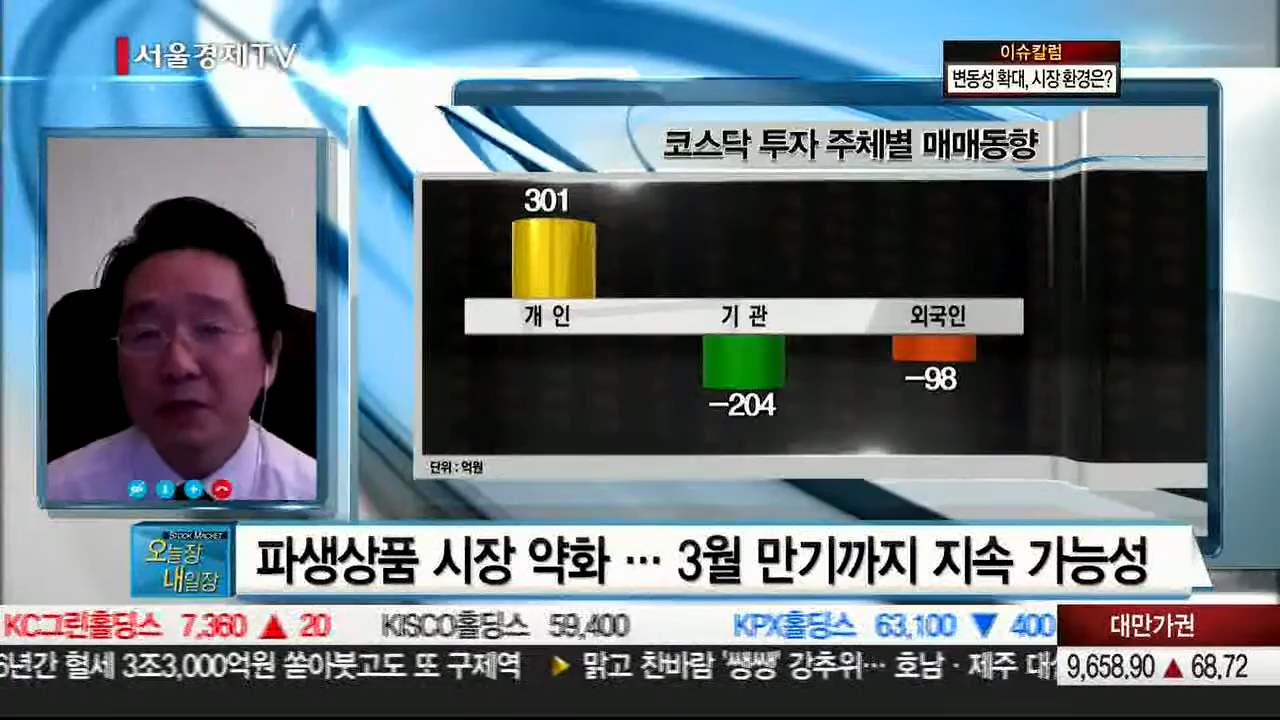 서울경제TV
이슈칼럼
변동성 확대, 시장 환경은?
코스닥 투자 주체별 매매동향
301
개 인
기 관
외국인
-98
-204
단위 : 억원
STOCK MARKET
오늘장
내일장
파생상품 시장 약화 … 3월 만기까지 지속 가능성
KC그린홀딩스 7,360 ▲ 20 KISCO홀딩스 59,400 KPX홀딩스 63,100 ▼ 400
대만가권
6년간 혈세 3조3,000억원 쏟아붓고도 또 구제역 ▶ 맑고 찬바람 '쌩쌩' 강추위… 호남·제주
9,658.90 ▲ 68.72